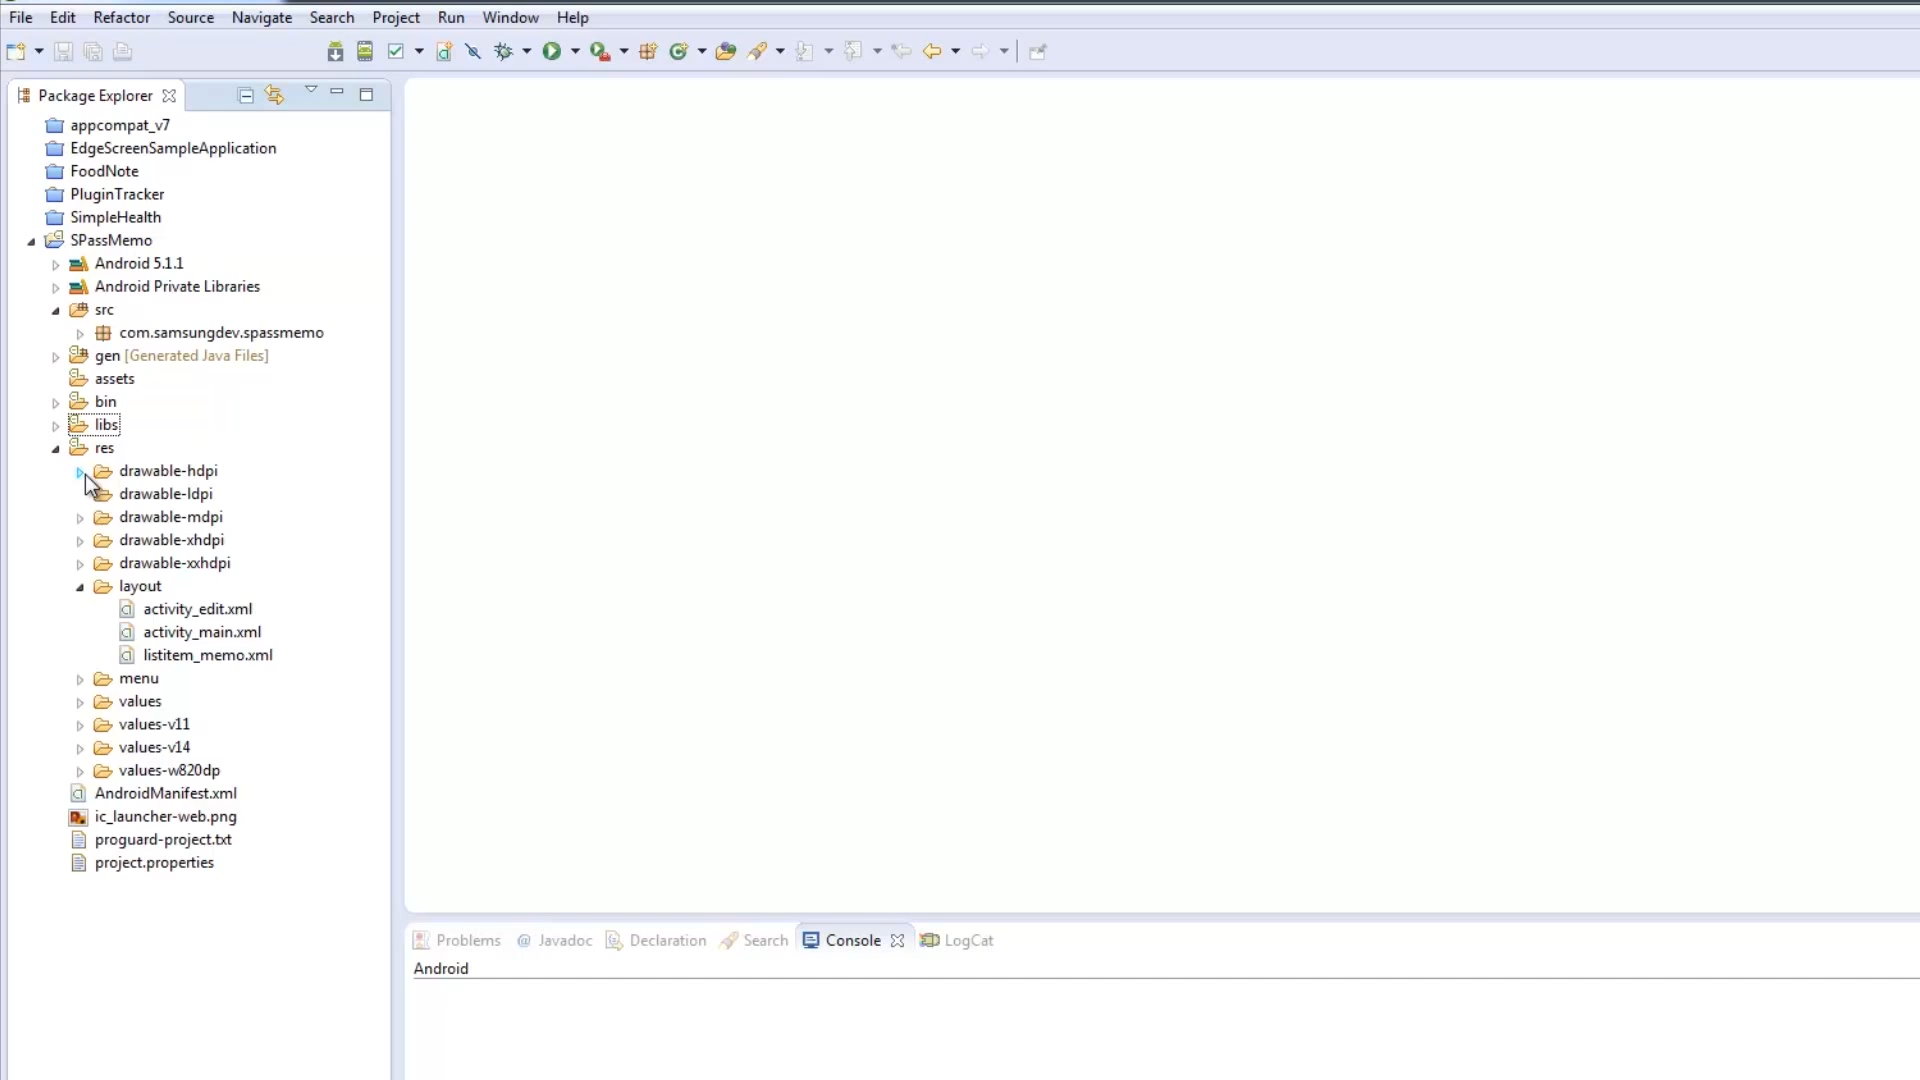 File Edit Refactor Source Navigate Search Project Run Window Help
Package Explorer
appcompat_v7
EdgeScreenSampleApplication
FoodNote
PluginTracker
SimpleHealth
SPassMemo
Android 5.1.1
Android Private Libraries
src
com.samsungdev.spassmemo
gen [Generated Java Files]
assets
bin
libs
res
drawable-hdpi
drawable-ldpi
drawable-mdpi
drawable-xhdpi
drawable-xxhdpi
layout
activity_edit.xml
activity_main.xml
listitem_memo.xml
menu
values
values-v11
values-v14
values-w820dp
AndroidManifest.xml
ic_launcher-web.png
proguard-project.txt
project.properties
Problems @ Javadoc Declaration Search Console LogCat
Android